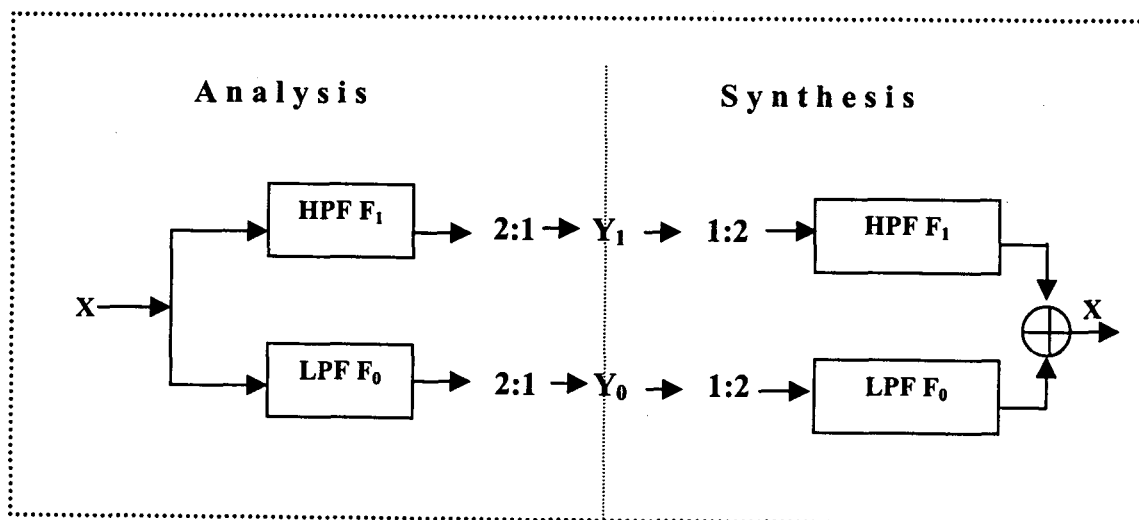 Analysis
Synthesis
HPF F₁
2:1
Y₁
1:2
HPF F₁
X
X
LPF F₀
2:1
Y₀
1:2
LPF F₀